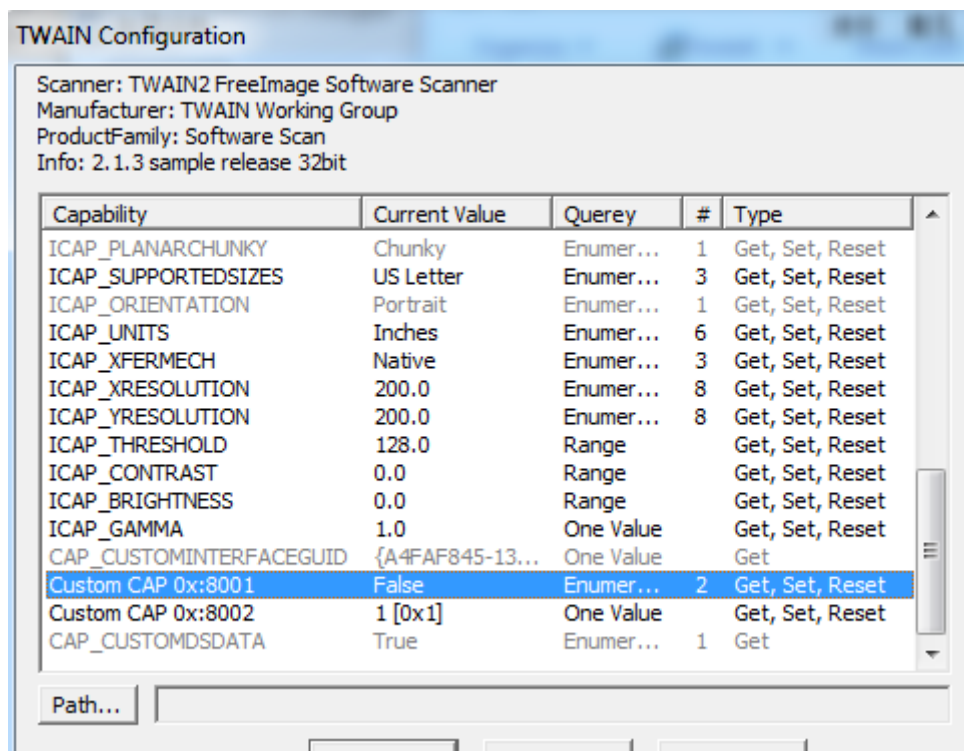 TWAIN Configuration
Scanner: TWAIN2 FreeImage Software Scanner
Manufacturer: TWAIN Working Group
ProductFamily: Software Scan
Info: 2.1.3 sample release 32bit
Capability Current Value Querey # Type
ICAP_PLANARCHUNKY Chunky Enumer... 1 Get, Set, Reset
ICAP_SUPPORTEDSIZES US Letter Enumer... 3 Get, Set, Reset
ICAP_ORIENTATION Portrait Enumer... 1 Get, Set, Reset
ICAP_UNITS Inches Enumer... 6 Get, Set, Reset
ICAP_XFERMECH Native Enumer... 3 Get, Set, Reset
ICAP_XRESOLUTION 200.0 Enumer... 8 Get, Set, Reset
ICAP_YRESOLUTION 200.0 Enumer... 8 Get, Set, Reset
ICAP_THRESHOLD 128.0 Range Get, Set, Reset
ICAP_CONTRAST 0.0 Range Get, Set, Reset
ICAP_BRIGHTNESS 0.0 Range Get, Set, Reset
ICAP_GAMMA 1.0 One Value Get, Set, Reset
CAP_CUSTOMINTERFACEGUID {A4FAF845-13... One Value Get
Custom CAP 0x:8001 False Enumer... 2 Get, Set, Reset
Custom CAP 0x:8002 1 [0x1] One Value Get, Set, Reset
CAP_CUSTOMDSDATA True Enumer... 1 Get
Path...